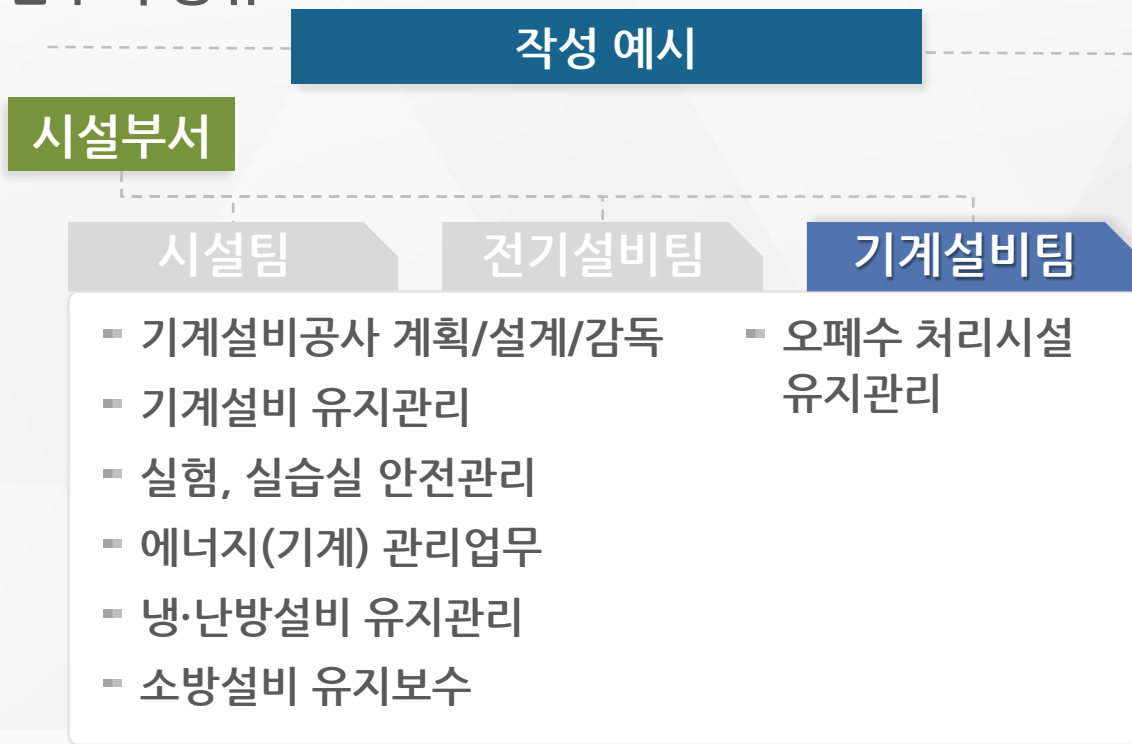 작성 예시
시설부서
시설팀
전기설비팀
기계설비팀
기계설비공사 계획/설계/감독
기계설비 유지관리
실험, 실습실 안전관리
에너지(기계) 관리업무
냉·난방설비 유지관리
소방설비 유지보수
오폐수 처리시설
유지관리